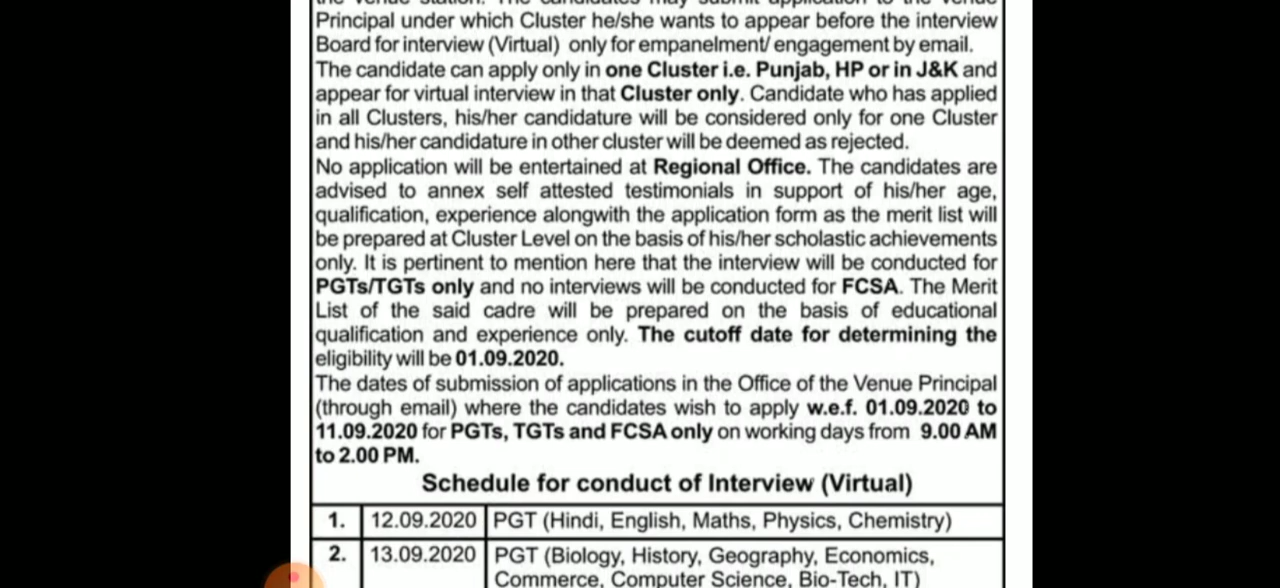 the venue station. The candidates may submit application to the venue
Principal under which Cluster he/she wants to appear before the interview
Board for interview (Virtual) only for empanelment/ engagement by email.
The candidate can apply only in one Cluster i.e. Punjab, HP or in J&K and
appear for virtual interview in that Cluster only. Candidate who has applied
in all Clusters, his/her candidature will be considered only for one Cluster
and his/her candidature in other cluster will be deemed as rejected.
No application will be entertained at Regional Office. The candidates are
advised to annex self attested testimonials in support of his/her age,
qualification, experience alongwith the application form as the merit list will
be prepared at Cluster Level on the basis of his/her scholastic achievements
only. It is pertinent to mention here that the interview will be conducted for
PGTs/TGTs only and no interviews will be conducted for FCSA. The Merit
List of the said cadre will be prepared on the basis of educational
qualification and experience only. The cutoff date for determining the
eligibility will be 01.09.2020.
The dates of submission of applications in the Office of the Venue Principal
(through email) where the candidates wish to apply w.e.f. 01.09.2020 to
11.09.2020 for PGTs, TGTs and FCSA only on working days from 9.00 AM
to 2.00 PM.
Schedule for conduct of Interview (Virtual)
1. 12.09.2020 PGT (Hindi, English, Maths, Physics, Chemistry)
2. 13.09.2020 PGT (Biology, History, Geography, Economics,
Commerce, Computer Science, Bio-Tech, IT)